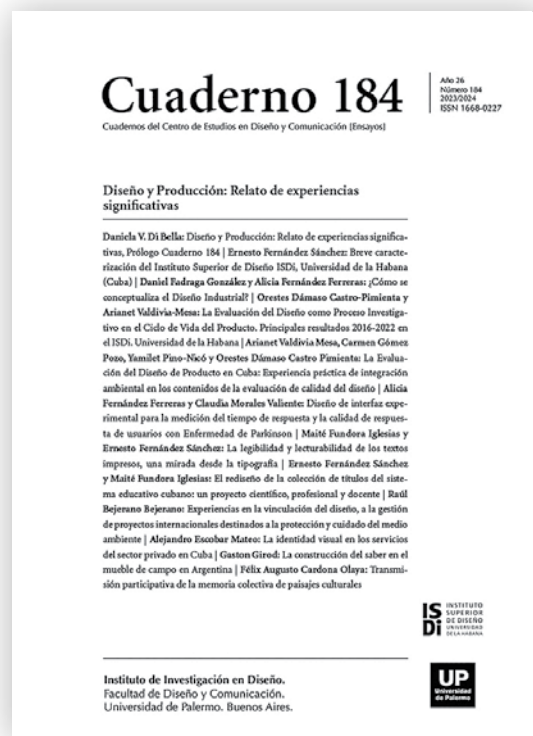 Cuaderno 184
Cuadernos del Centro de Estudios en Diseño y Comunicación [Ensayos]
Año 26
Número 184
2023/2024
ISSN 1668-0227
Diseño y Producción: Relato de experiencias
significativas
Daniela V. Di Bella: Diseño y Producción: Relato de experiencias significa-
tivas, Prólogo Cuaderno 184 | Ernesto Fernández Sánchez: Breve caracte-
rización del Instituto Superior de Diseño ISDi, Universidad de la Habana
(Cuba) | Daniel Fadraga González y Alicia Fernández Ferreras: ¿Cómo se
conceptualiza el Diseño Industrial? | Orestes Dámaso Castro-Pimienta y
Arianet Valdivia-Mesa: La Evaluación del Diseño como Proceso Investiga-
tivo en el Ciclo de Vida del Producto. Principales resultados 2016-2022 en
el ISDi. Universidad de la Habana | Arianet Valdivia Mesa, Carmen Gómez
Pozo, Yamilet Pino-Nicó y Orestes Dámaso Castro Pimienta: La Evalua-
ción del Diseño de Producto en Cuba: Experiencia práctica de integración
ambiental en los contenidos de la evaluación de calidad del diseño | Alicia
Fernández Ferreras y Claudia Morales Valiente: Diseño de interfaz expe-
rimental para la medición del tiempo de respuesta y la calidad de respues-
ta de usuarios con Enfermedad de Parkinson | Maité Fundora Iglesias y
Ernesto Fernández Sánchez: La legibilidad y lecturabilidad de los textos
impresos, una mirada desde la tipografía | Ernesto Fernández Sánchez
y Maité Fundora Iglesias: El rediseño de la colección de títulos del siste-
ma educativo cubano: un proyecto científico, profesional y docente | Raúl
Bejerano Bejerano: Experiencias en la vinculación del diseño, a la gestión
de proyectos internacionales destinados a la protección y cuidado del medio
ambiente | Alejandro Escobar Mateo: La identidad visual en los servicios
del sector privado en Cuba | Gaston Girod: La construcción del saber en el
mueble de campo en Argentina | Félix Augusto Cardona Olaya: Transmi-
sión participativa de la memoria colectiva de paisajes culturales
IS
Di
INSTITUTO
SUPERIOR
DE DISEÑO
UNIVERSIDAD
DE LA HABANA
Instituto de Investigación en Diseño.
Facultad de Diseño y Comunicación.
Universidad de Palermo. Buenos Aires.
UP
Universidad
de Palermo